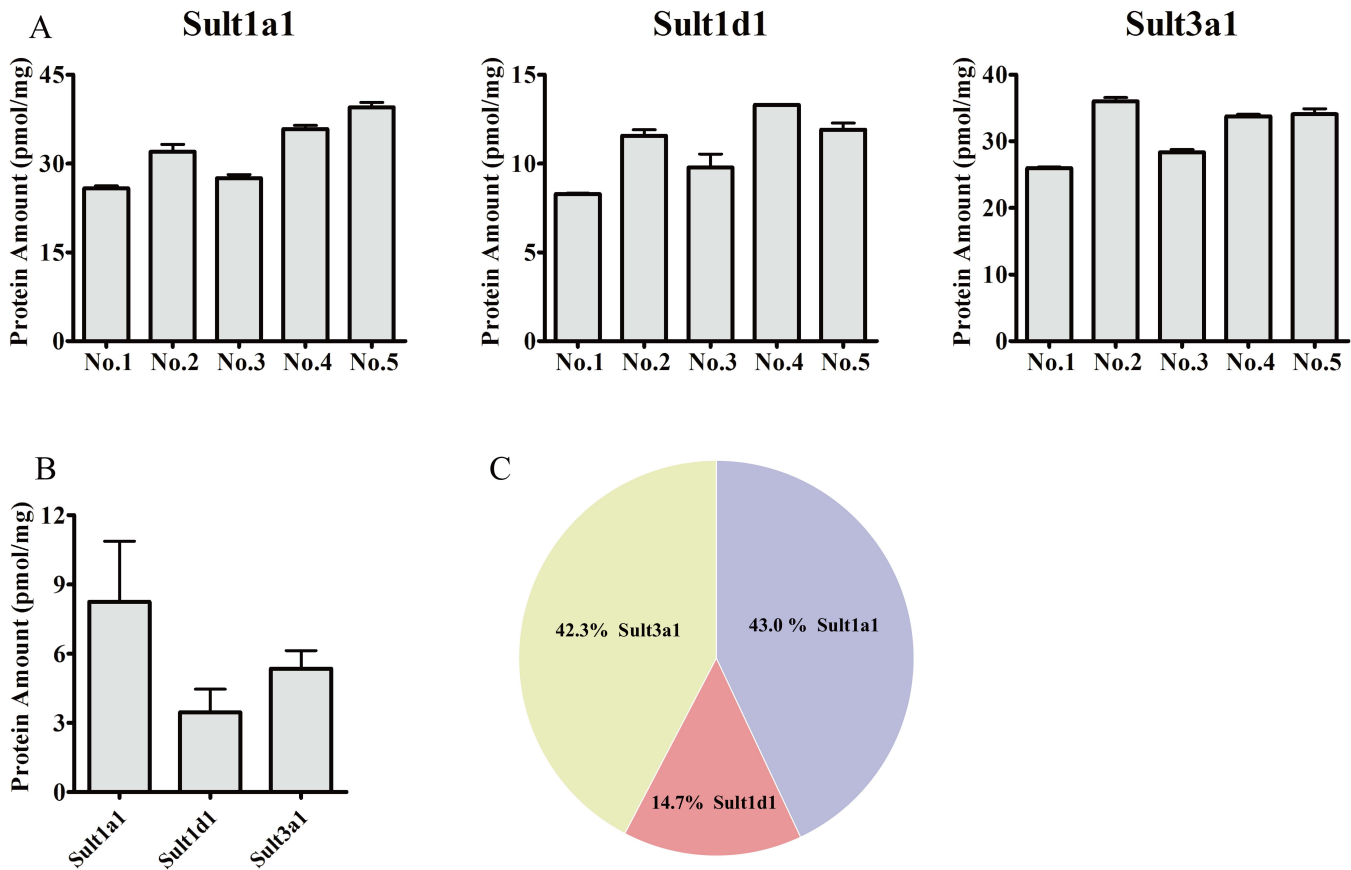 A
Sult1a1
Protein Amount (pmol/mg)
45
30
15
0
No.1 No.2 No.3 No.4 No.5
Sult1d1
Protein Amount (pmol/mg)
15
10
5
0
No.1 No.2 No.3 No.4 No.5
Sult3a1
Protein Amount (pmol/mg)
40
30
20
10
0
No.1 No.2 No.3 No.4 No.5
B
Protein Amount (pmol/mg)
12
9
6
3
0
Sult1a1
Sult1d1
Sult3a1
C
42.3% Sult3a1
43.0 % Sult1a1
14.7% Sult1d1